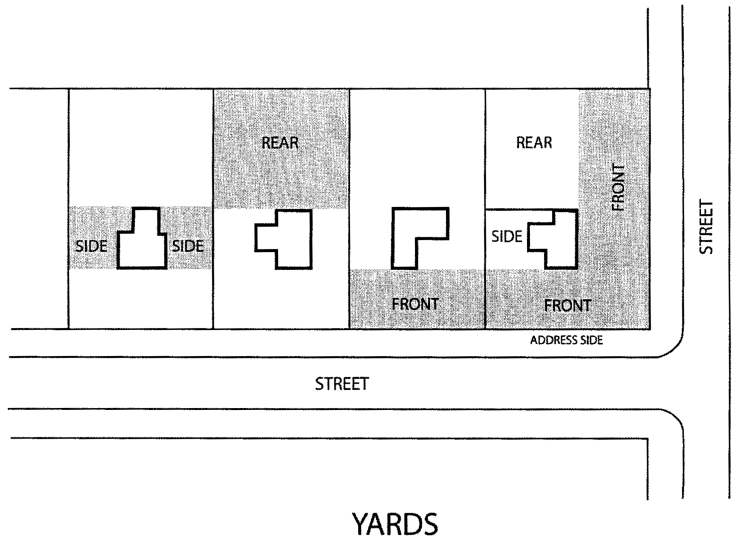 REAR
REAR
FRONT
STREET
SIDE
SIDE
SIDE
FRONT
FRONT
ADDRESS SIDE
STREET
YARDS